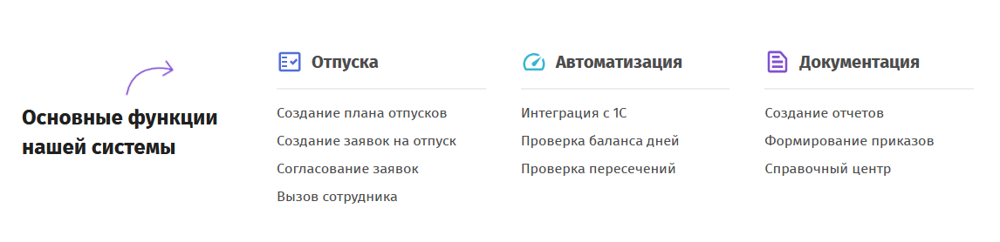 Основные функции
нашей системы
Отпуска
Создание плана отпусков
Создание заявок на отпуск
Согласование заявок
Вызов сотрудника
Автоматизация
Интеграция с 1С
Проверка баланса дней
Проверка пересечений
Документация
Создание отчетов
Формирование приказов
Справочный центр